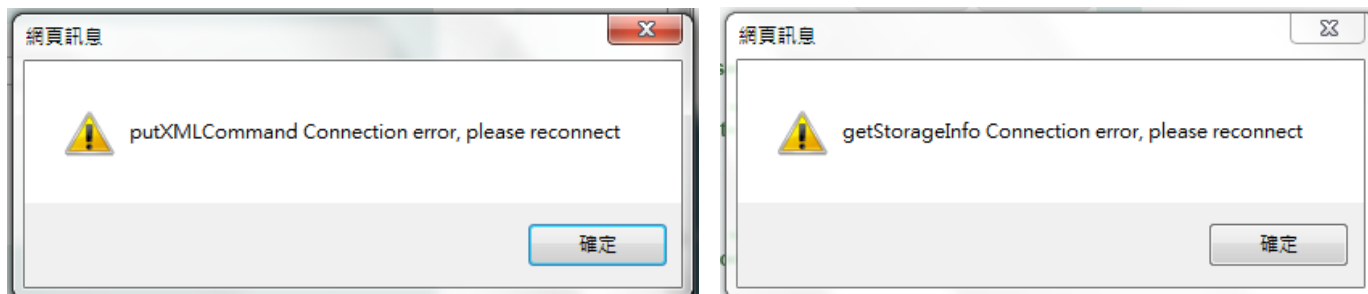 網頁訊息
putXMLCommand Connection error, please reconnect
確定
網頁訊息
getStorageInfo Connection error, please reconnect
確定